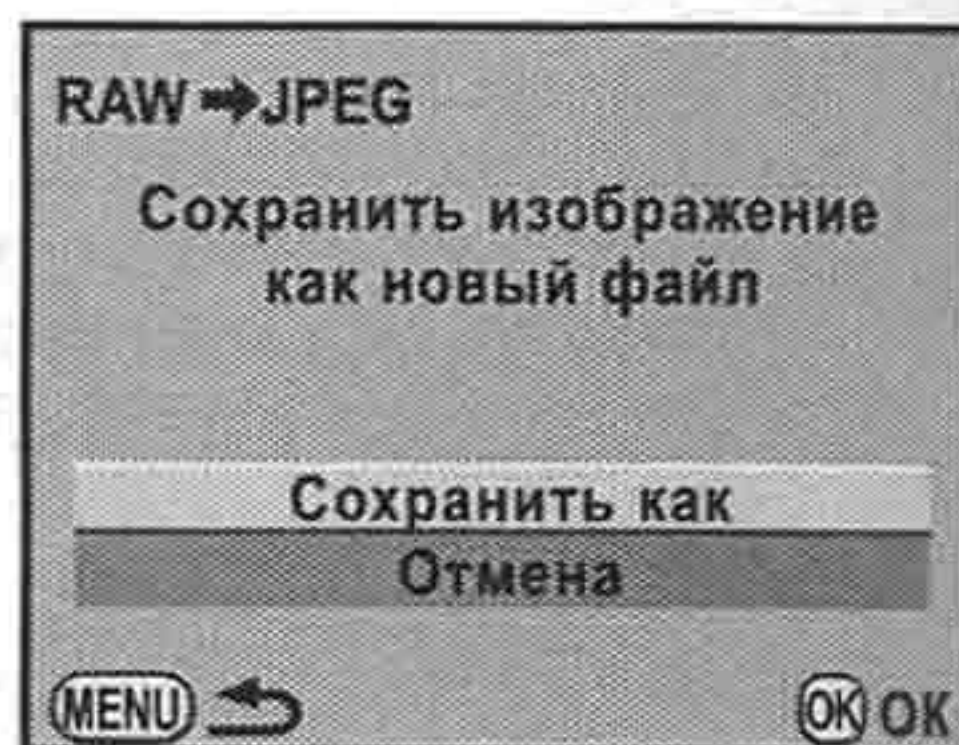 RAW ➡JPEG
Сохранить изображение
как новый файл
Сохранить как
Отмена
MENU OK OK